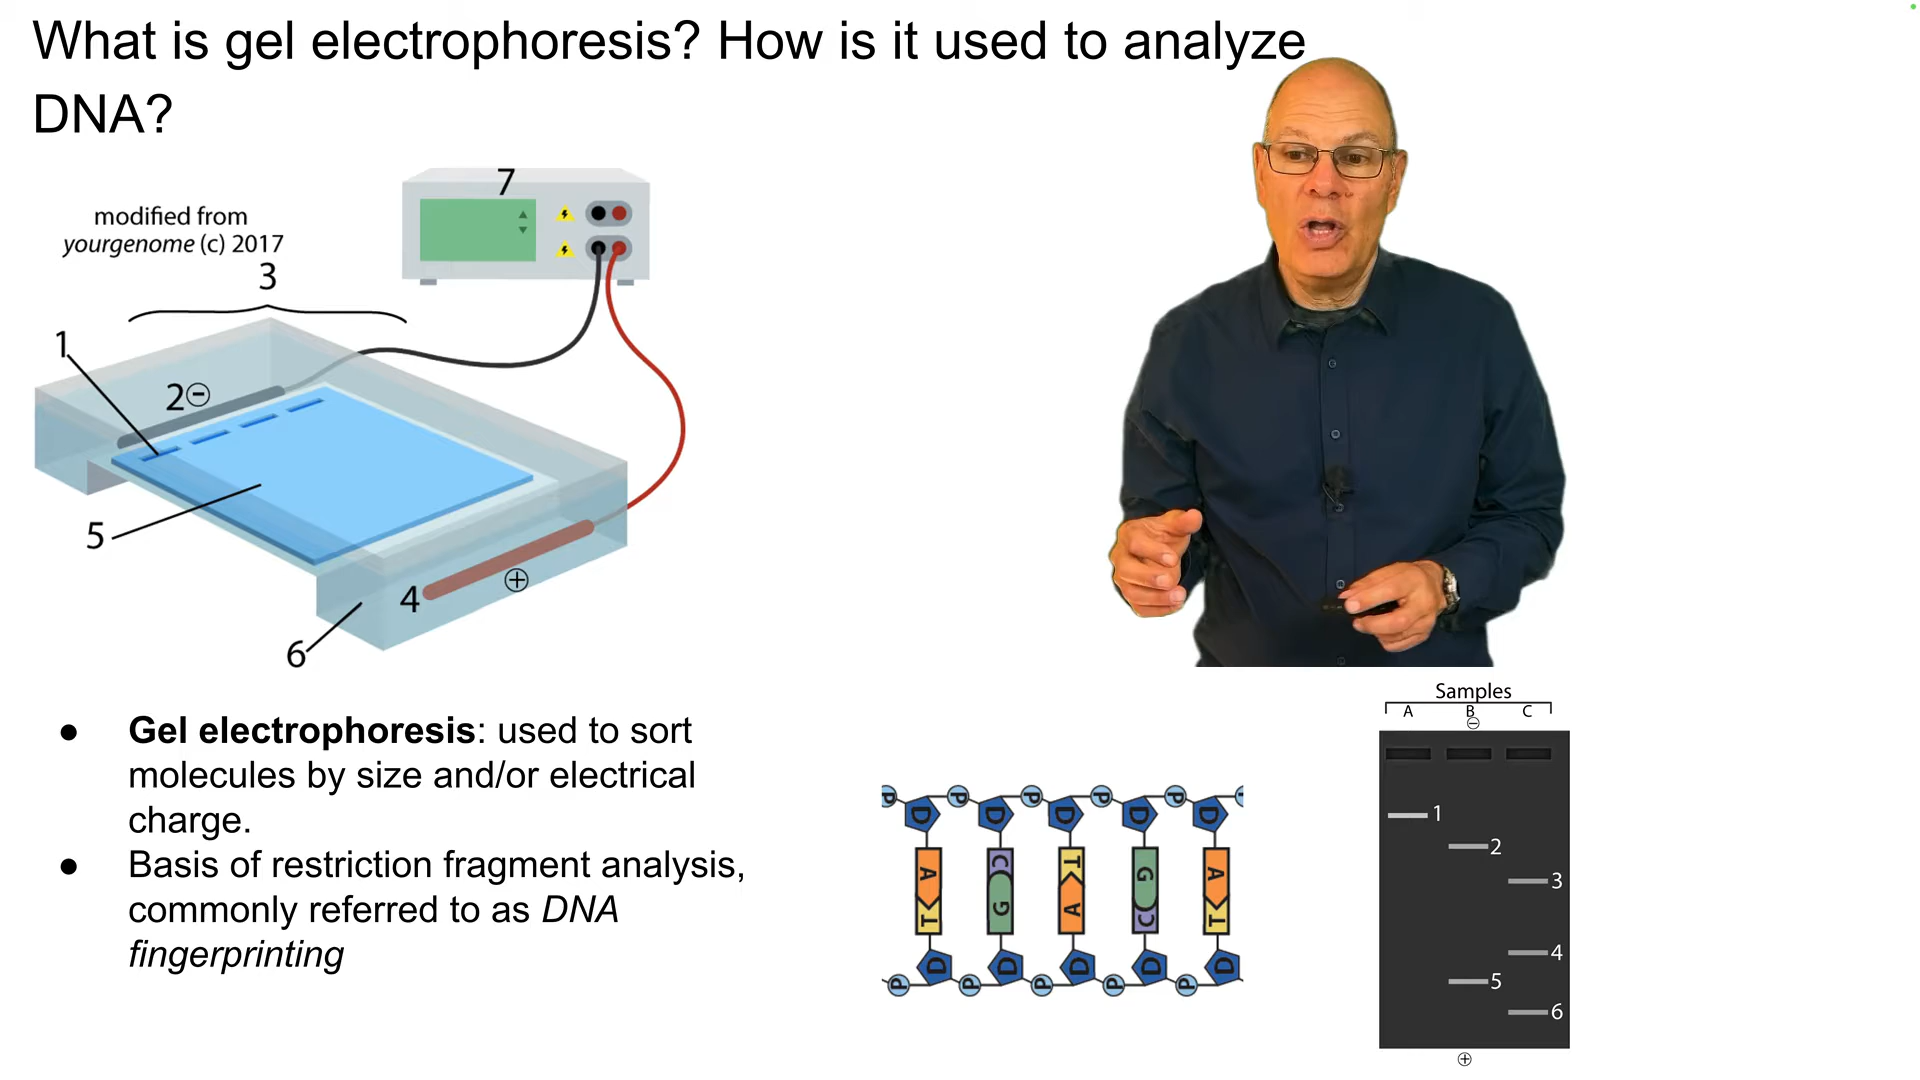 What is gel electrophoresis? How is it used to analyze
DNA?
modified from
yourgenome (c) 2017
3
7
1
2⊖
5
4
⊕
6
● Gel electrophoresis: used to sort
molecules by size and/or electrical
charge.
● Basis of restriction fragment analysis,
commonly referred to as DNA
fingerprinting
P P P P P P
D D D D D
A C T G A
T G A C T
D D D D D
P P P P P
Samples
A B C
⊖
1
2
3
4
5
6
⊕